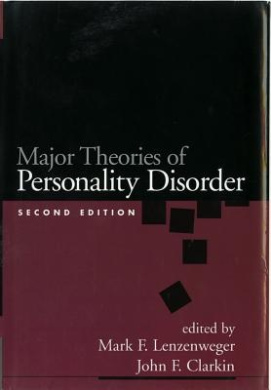 Major Theories of
Personality Disorder
SECOND EDITION
edited by
Mark F. Lenzenweger
John F. Clarkin